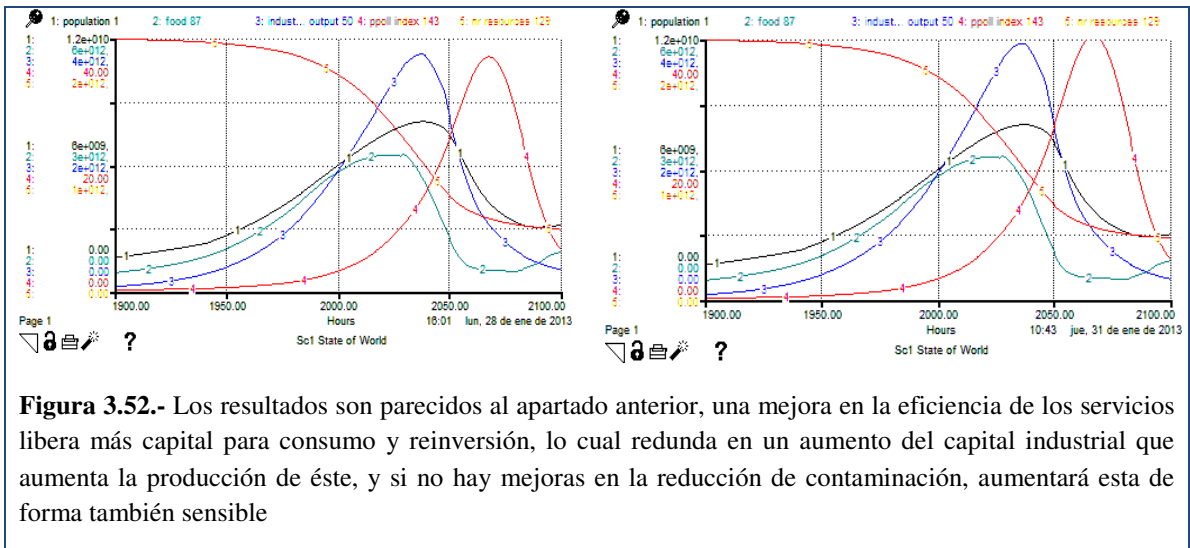 1: population 1 2: food 87 3: indust... output 50 4: ppoll index 143 5: nr resources 129
1: 1.2e+010
2: 6e+012,
3: 4e+012,
4: 40.00
5: 2e+012,
1: 6e+009,
2: 3e+012,
3: 2e+012,
4: 20.00
5: 1e+012,
1: 0.00
2: 0.00
3: 0.00
4: 0.00
5: 0.00
1900.00 1950.00 2000.00 2050.00 2100.00
Page 1 Hours 16:01 lun, 28 de ene de 2013
? Sc1 State of World
1: population 1 2: food 87 3: indust... output 50 4: ppoll index 143 5: nr resources 129
1: 1.2e+010
2: 6e+012,
3: 4e+012,
4: 40.00
5: 2e+012,
1: 6e+009,
2: 3e+012,
3: 2e+012,
4: 20.00
5: 1e+012,
1: 0.00
2: 0.00
3: 0.00
4: 0.00
5: 0.00
1900.00 1950.00 2000.00 2050.00 2100.00
Page 1 Hours 10:43 jue, 31 de ene de 2013
? Sc1 State of World
Figura 3.52.- Los resultados son parecidos al apartado anterior, una mejora en la eficiencia de los servicios
libera más capital para consumo y reinversión, lo cual redunda en un aumento del capital industrial que
aumenta la producción de éste, y si no hay mejoras en la reducción de contaminación, aumentará esta de
forma también sensible